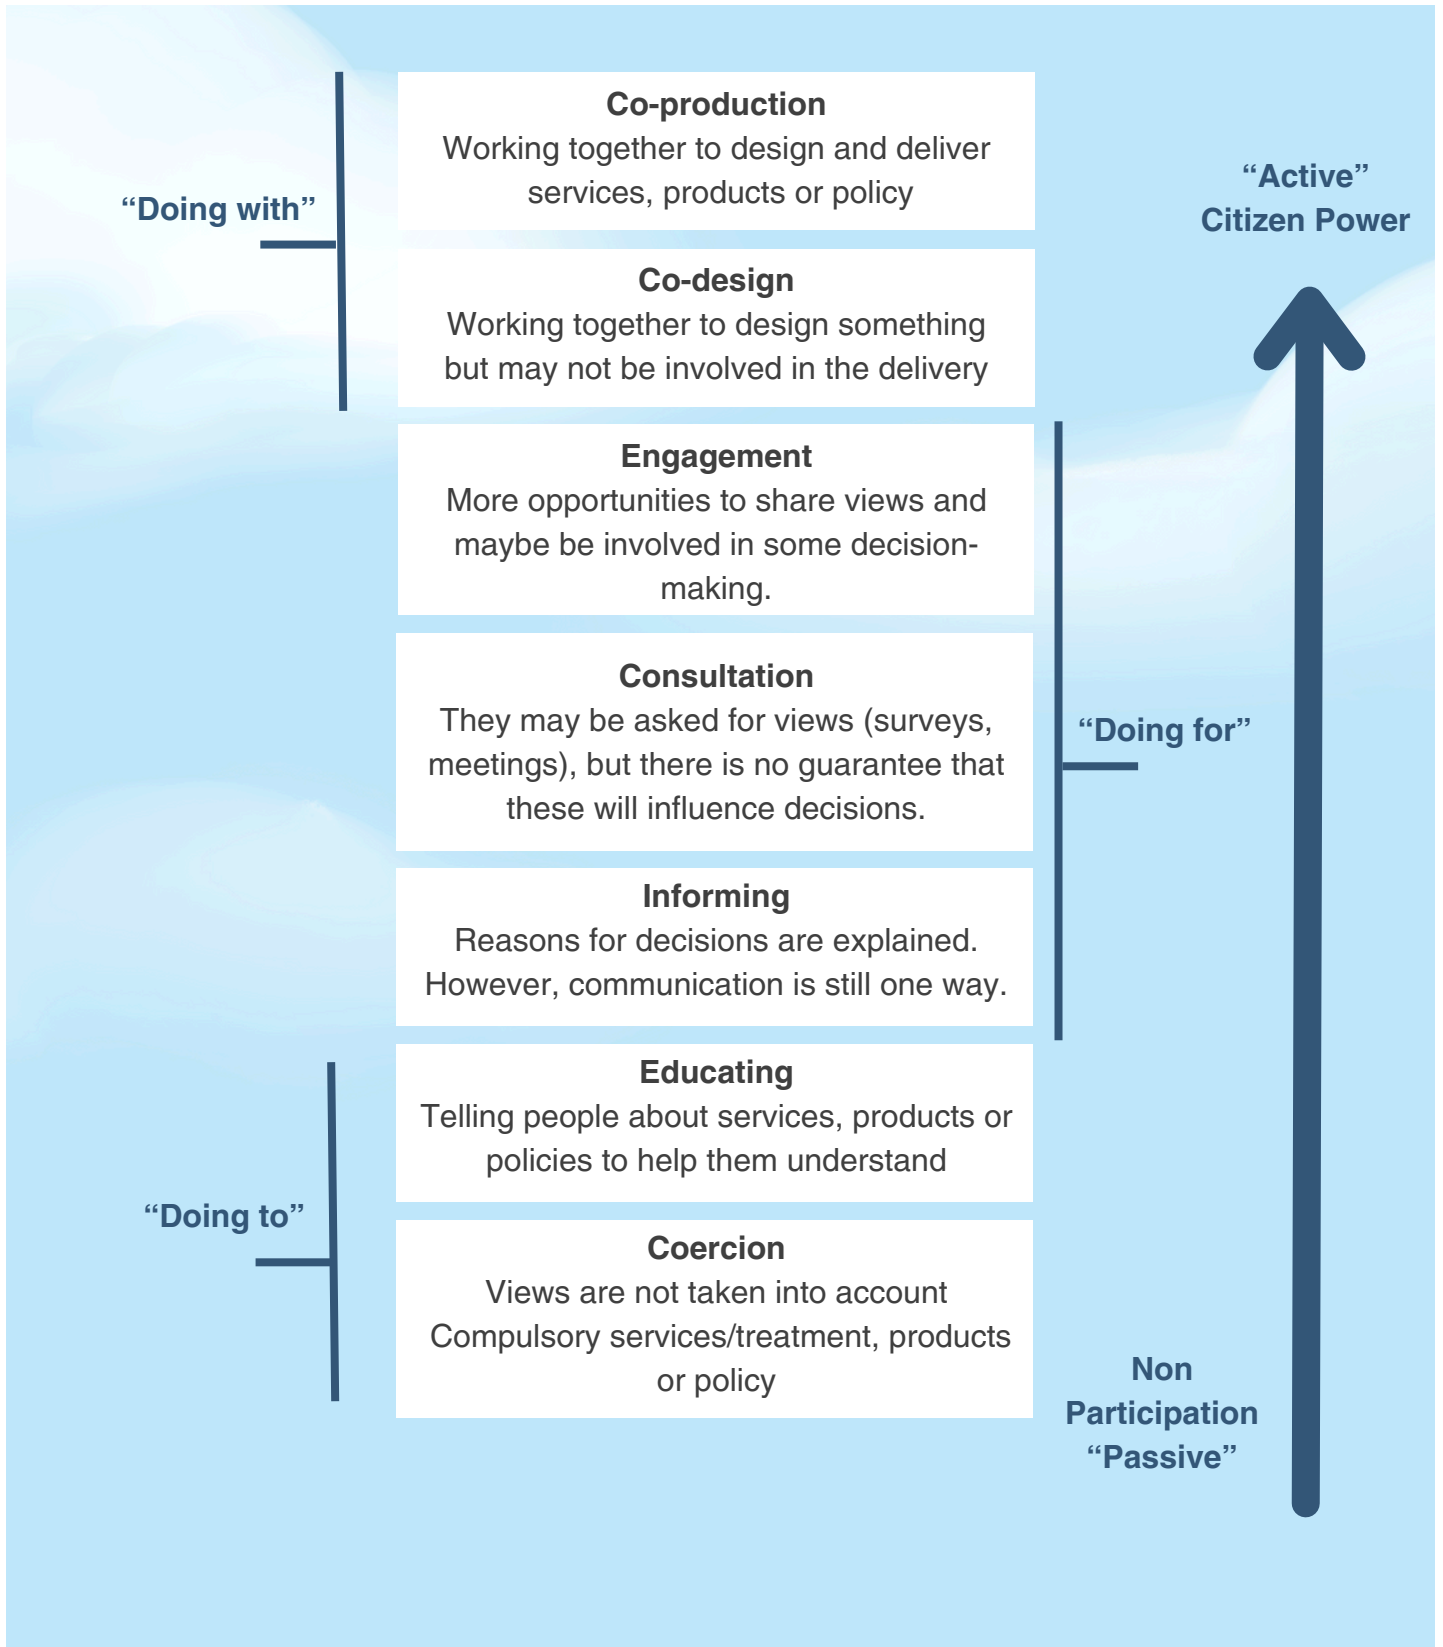 Co-production
Working together to design and deliver
services, products or policy
“Doing with”
“Active”
Citizen Power
Co-design
Working together to design something
but may not be involved in the delivery
Engagement
More opportunities to share views and
maybe be involved in some decision-
making.
Consultation
They may be asked for views (surveys,
meetings), but there is no guarantee that
these will influence decisions.
“Doing for”
Informing
Reasons for decisions are explained.
However, communication is still one way.
Educating
Telling people about services, products or
policies to help them understand
“Doing to”
Coercion
Views are not taken into account
Compulsory services/treatment, products
or policy
Non
Participation
“Passive”